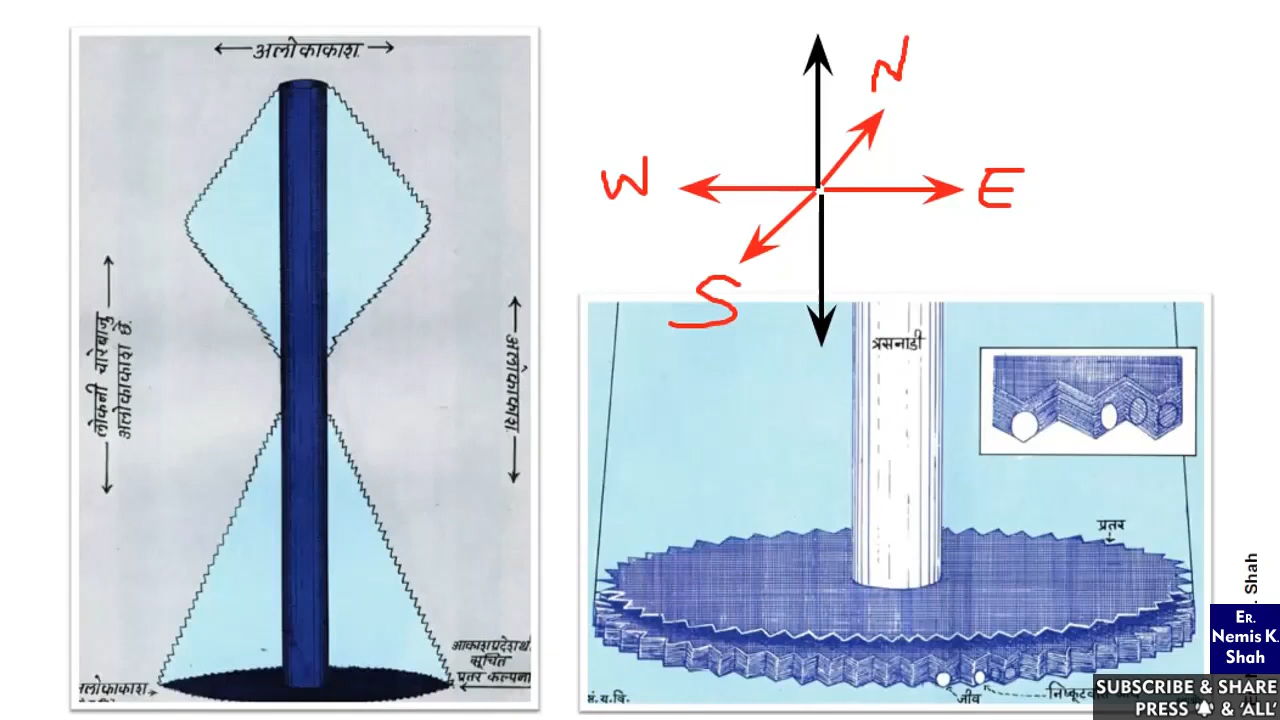 अलोकाकाश
लोकनी चारे बाजु
अलोकाकाश छे.
अलोकाकाश
आकाशप्रदेशथी
सूचित
प्रतर कल्पना
अलोकाकाश
N
W
E
S
त्रसनाडी
प्रतर
सं. य. वि.
जीव
Shah
ER.
Nemis K.
Shah
SUBSCRIBE & SHARE
PRESS & 'ALL'